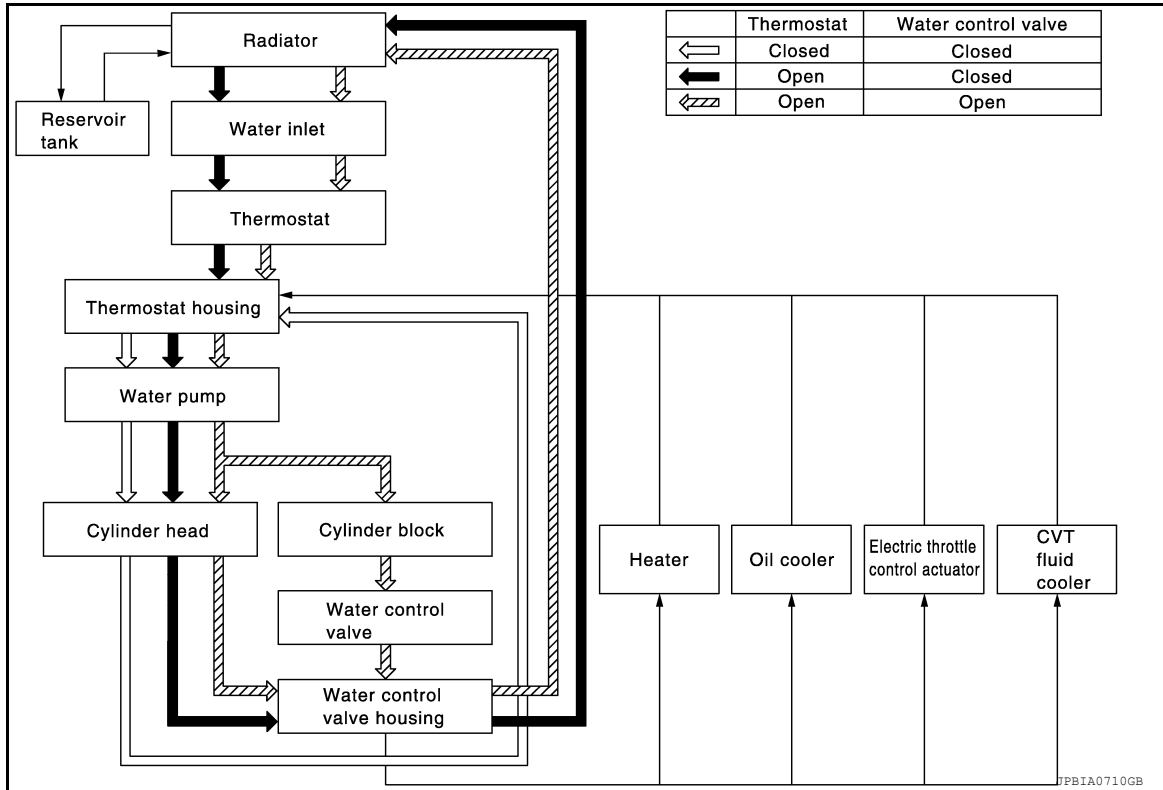 Thermostat Water control valve
Closed Closed
Open Closed
Open Open
Radiator
Reservoir
tank
Water inlet
Thermostat
Thermostat housing
Water pump
Cylinder head
Cylinder block
Water control
valve
Water control
valve housing
Heater
Oil cooler
Electric throttle
control actuator
CVT
fluid
cooler
JPBIA0710GB